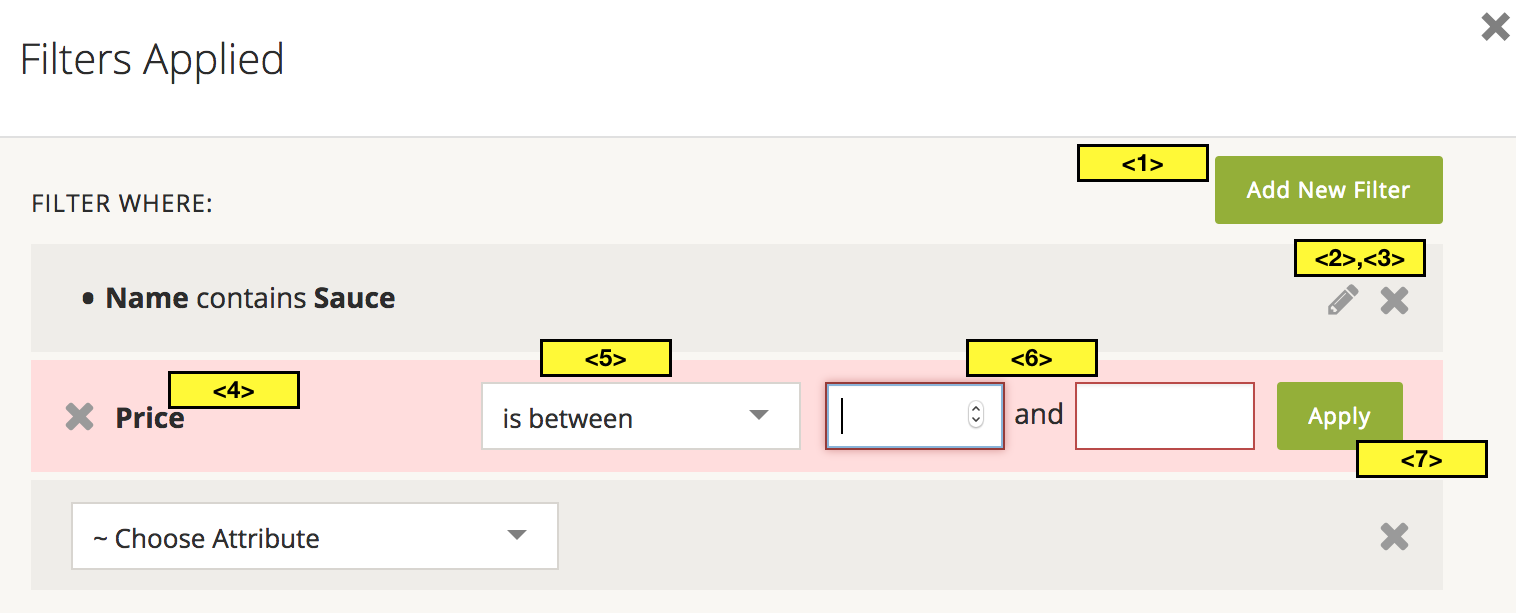 Filters Applied
<1>
Add New Filter
FILTER WHERE:
<2>,<3>
• Name contains Sauce
<4>
<5>
<6>
Price
is between
and
Apply
<7>
~ Choose Attribute